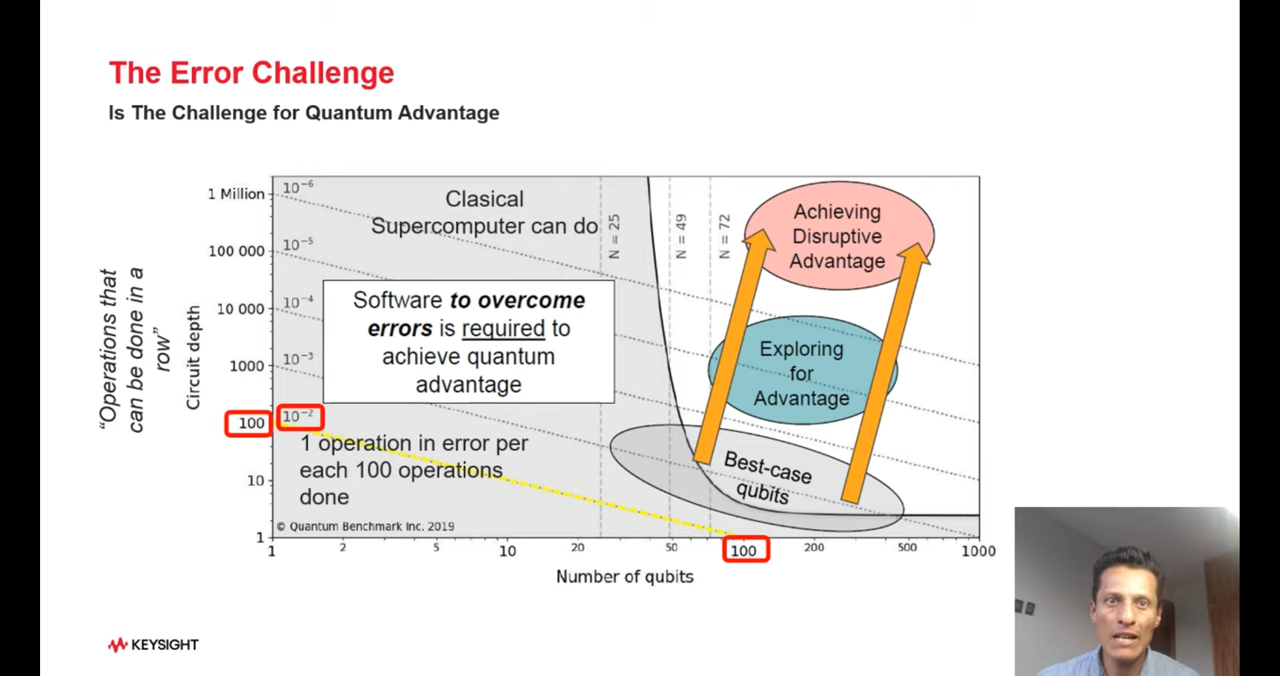 The Error Challenge
Is The Challenge for Quantum Advantage
"Operations that
can be done in a
row"
Circuit depth
1 Million
100 000
10 000
1000
100
10
1
10⁻⁶
10⁻⁵
10⁻⁴
10⁻³
10⁻²
Clasical
Supercomputer can do
N = 25
N = 49
N = 72
Achieving
Disruptive
Advantage
Software to overcome
errors is required to
achieve quantum
advantage
Exploring
for
Advantage
1 operation in error per
each 100 operations
done
Best-case
qubits
© Quantum Benchmark Inc. 2019
1
2
5
10
20
50
100
200
500
1000
Number of qubits
KEYSIGHT